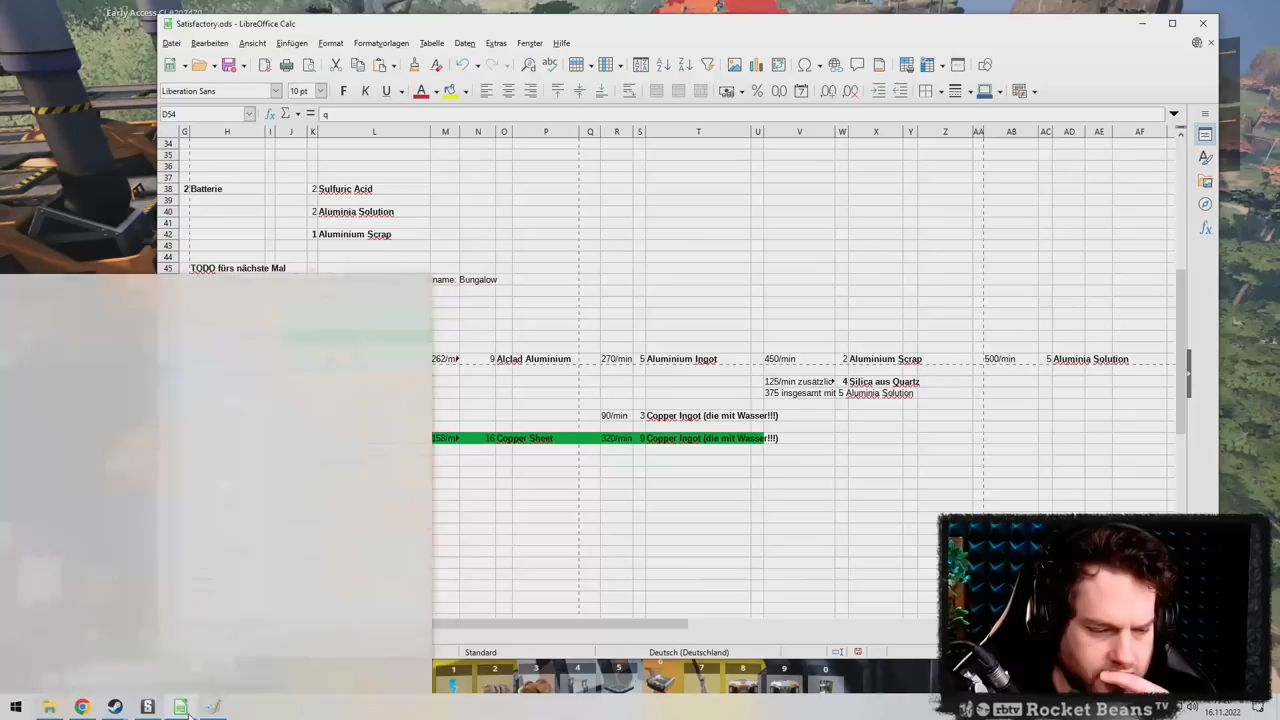 Early Access CL#207470
Satisfactory.ods - LibreOffice Calc
Datei Bearbeiten Ansicht Einfügen Format Formatvorlagen Tabelle Daten Extras Fenster Hilfe
Liberation Sans 10 pt F K U A
D54 q
G H I J K L M N O P Q R S T U V W X Y Z AA AB AC AD AE AF
34
35
36
37
38 2 Batterie 2 Sulfuric Acid
39
40 2 Aluminia Solution
41
42 1 Aluminium Scrap
43
44
45 TODO fürs nächste Mal
name: Bungalow
262/m 9 Alclad Aluminium 270/min 5 Aluminium Ingot 450/min 2 Aluminium Scrap 500/min 5 Aluminia Solution
125/min zusätzlic 4 Silica aus Quartz
375 insgesamt mit 5 Aluminia Solution
90/min 3 Copper Ingot (die mit Wasser!!!)
158/m 16 Copper Sheet 320/min 9 Copper Ingot (die mit Wasser!!!)
Standard Deutsch (Deutschland)
1 2 3 4 5 6 7 8 9 0
rbtv Rocket Beans TV
16.11.2022